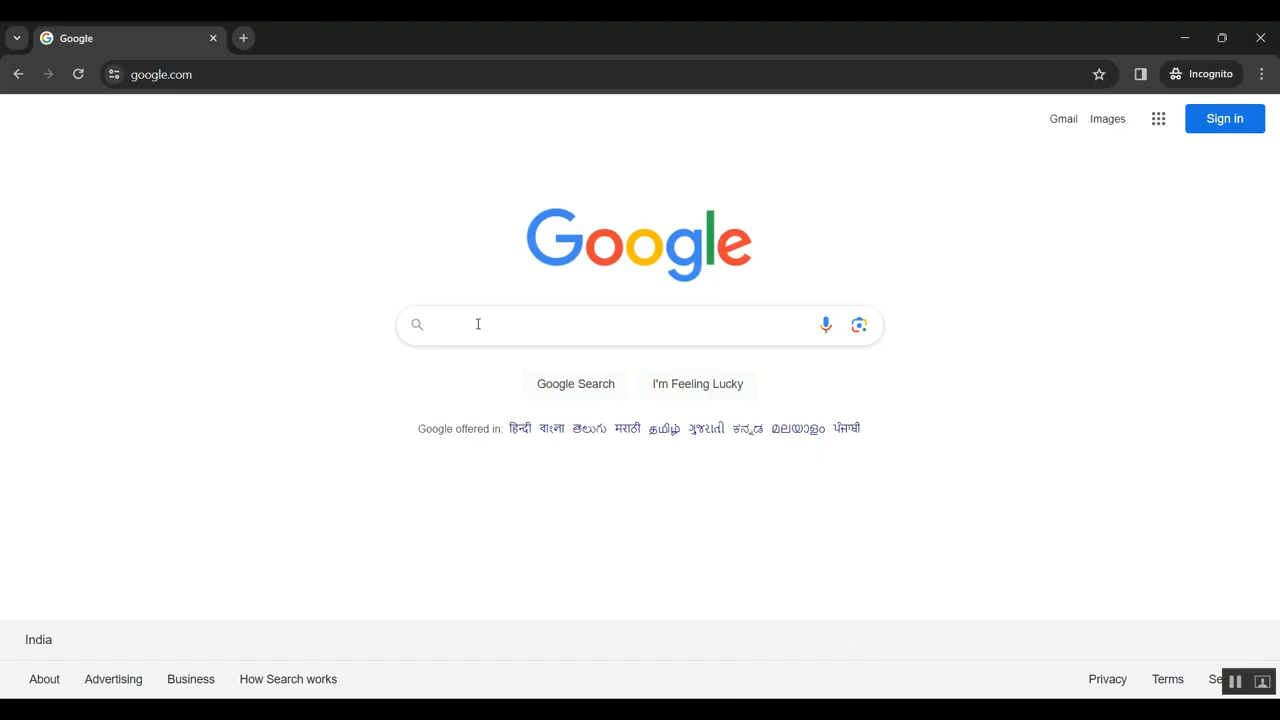 Google
google.com
Incognito
Gmail Images
Sign in
Google
Google Search I'm Feeling Lucky
Google offered in: हिन्दी বাংলা తెలుగు मराठी தமிழ் ગુજરાતી ಕನ್ನಡ മലയാളം ਪੰਜਾਬੀ
India
About Advertising Business How Search works Privacy Terms